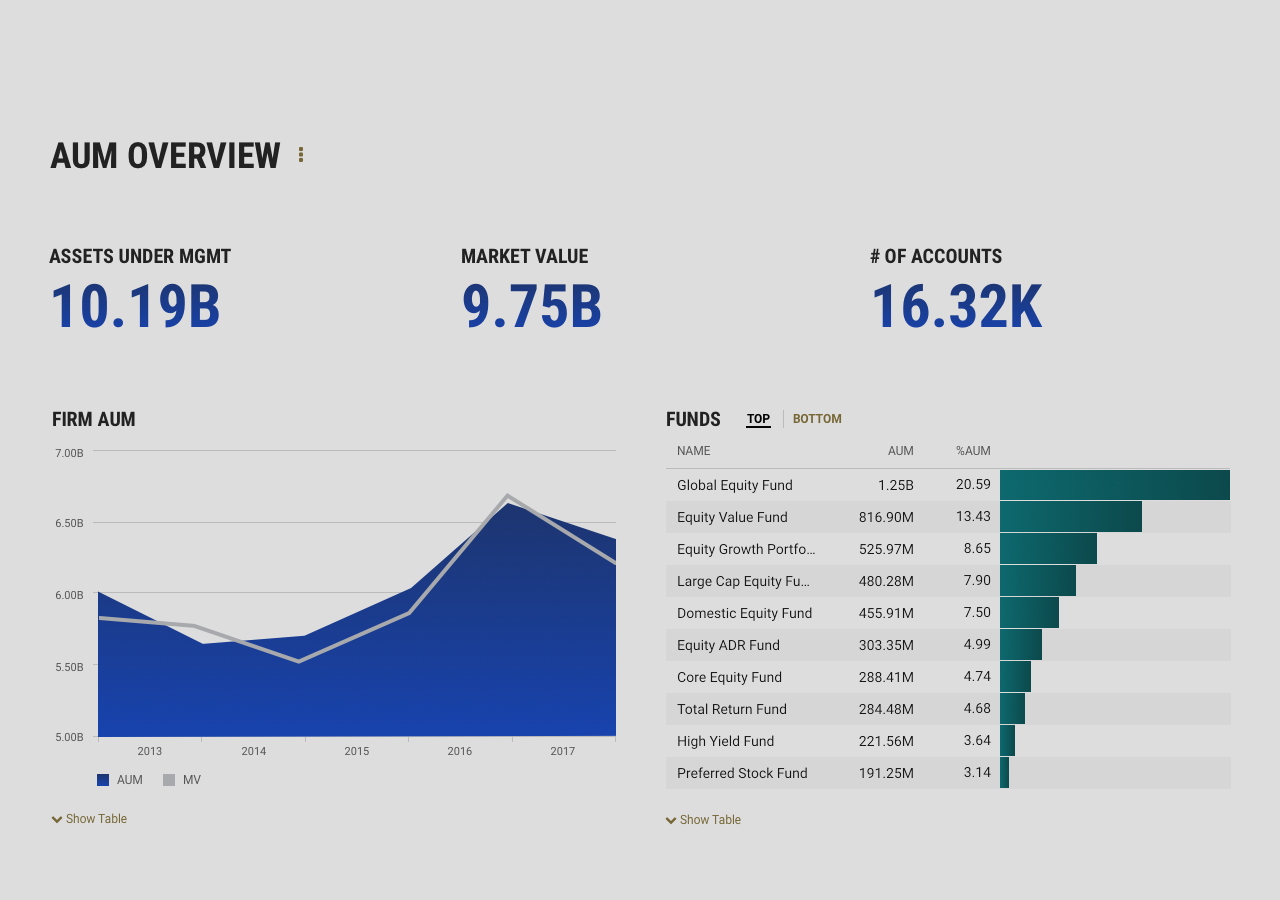 AUM OVERVIEW
ASSETS UNDER MGMT
10.19B
MARKET VALUE
9.75B
# OF ACCOUNTS
16.32K
FIRM AUM
7.00B
6.50B
6.00B
5.50B
5.00B
2013 2014 2015 2016 2017
AUM MV
Show Table
FUNDS TOP BOTTOM
NAME AUM %AUM
Global Equity Fund 1.25B 20.59
Equity Value Fund 816.90M 13.43
Equity Growth Portfo... 525.97M 8.65
Large Cap Equity Fu... 480.28M 7.90
Domestic Equity Fund 455.91M 7.50
Equity ADR Fund 303.35M 4.99
Core Equity Fund 288.41M 4.74
Total Return Fund 284.48M 4.68
High Yield Fund 221.56M 3.64
Preferred Stock Fund 191.25M 3.14
Show Table